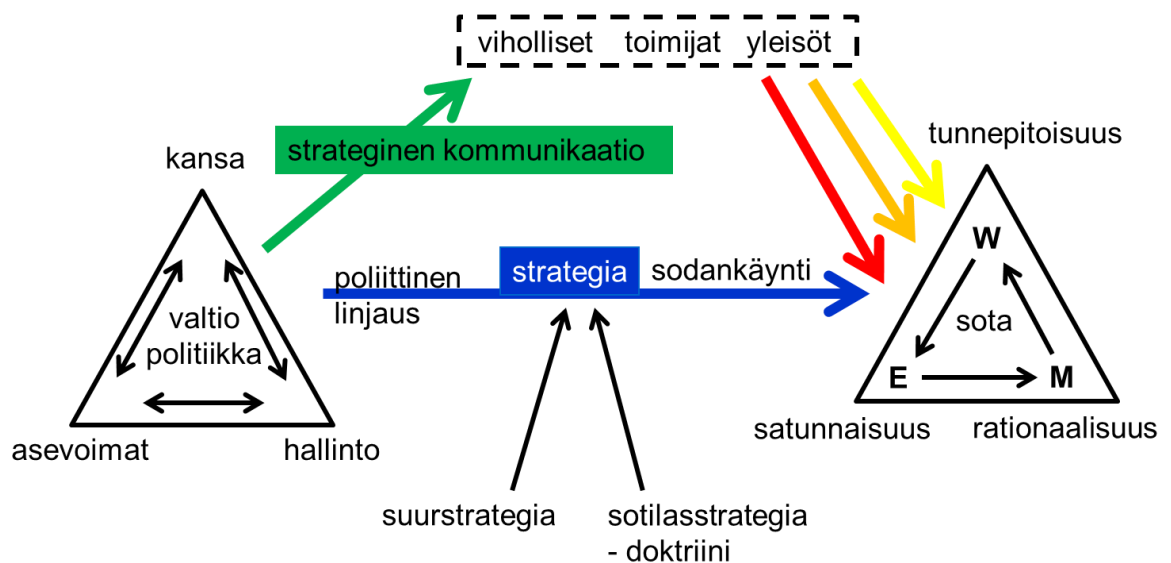 viholliset toimijat yleisöt
strateginen kommunikaatio
tunnepitoisuus
kansa
W
poliittinen
linjaus
strategia
sodankäynti
valtio
politiikka
sota
E
M
asevoimat
hallinto
satunnaisuus
rationaalisuus
suurstrategia
sotilasstrategia
- doktriini